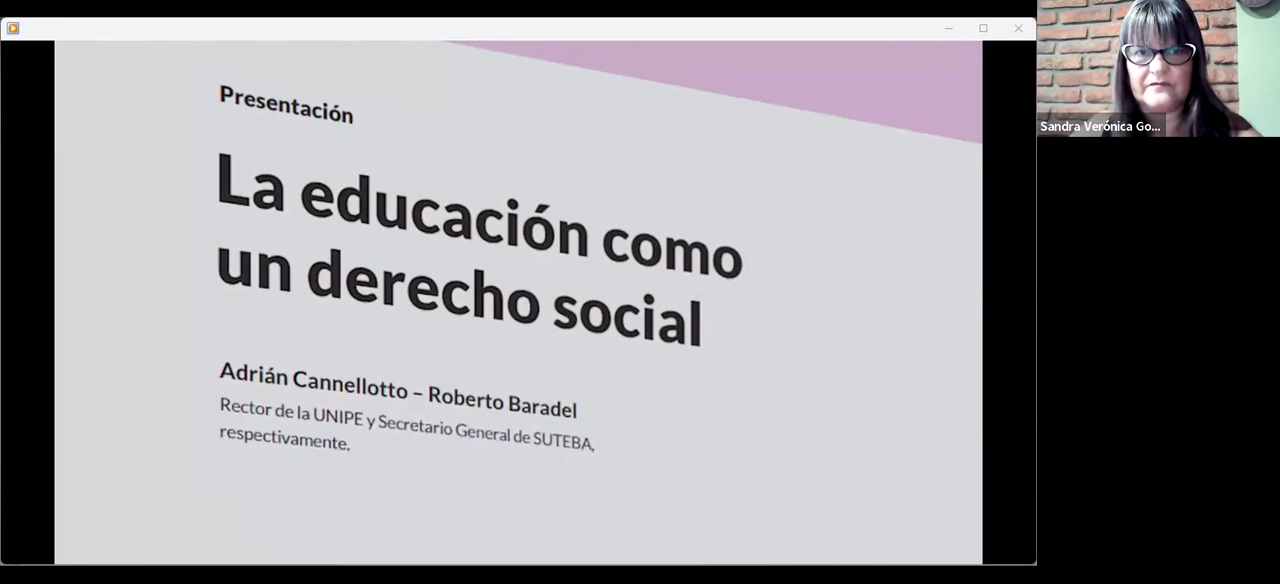 Presentación
La educación como
un derecho social
Adrián Cannellotto – Roberto Baradel
Rector de la UNIPE y Secretario General de SUTEBA,
respectivamente.
Sandra Verónica Go...